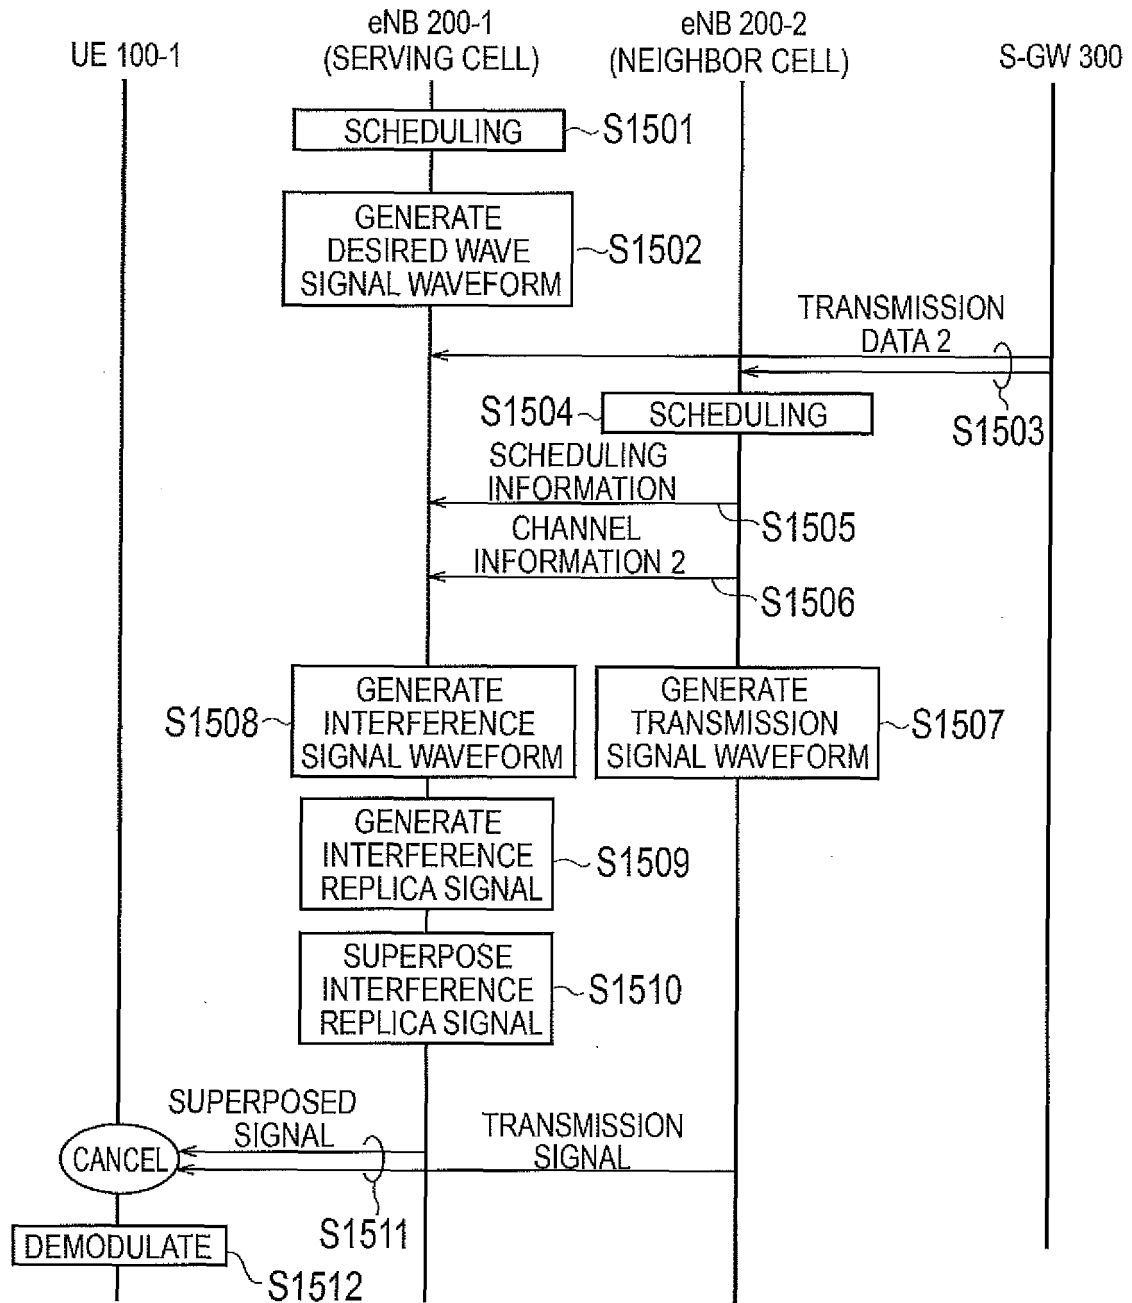 UE 100-1
eNB 200-1
(SERVING CELL)
eNB 200-2
(NEIGHBOR CELL)
S-GW 300
SCHEDULING
S1501
GENERATE
DESIRED WAVE
SIGNAL WAVEFORM
S1502
TRANSMISSION
DATA 2
S1503
S1504
SCHEDULING
SCHEDULING
INFORMATION
S1505
CHANNEL
INFORMATION 2
S1506
S1508
GENERATE
INTERFERENCE
SIGNAL WAVEFORM
GENERATE
TRANSMISSION
SIGNAL WAVEFORM
S1507
GENERATE
INTERFERENCE
REPLICA SIGNAL
S1509
SUPERPOSE
INTERFERENCE
REPLICA SIGNAL
S1510
SUPERPOSED
SIGNAL
TRANSMISSION
SIGNAL
CANCEL
S1511
DEMODULATE
S1512